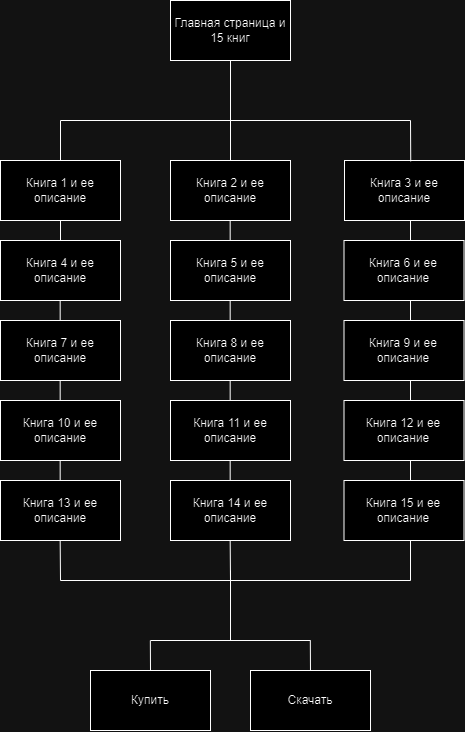 Главная страница и
15 книг
Книга 1 и ее
описание
Книга 2 и ее
описание
Книга 3 и ее
описание
Книга 4 и ее
описание
Книга 5 и ее
описание
Книга 6 и ее
описание
Книга 7 и ее
описание
Книга 8 и ее
описание
Книга 9 и ее
описание
Книга 10 и ее
описание
Книга 11 и ее
описание
Книга 12 и ее
описание
Книга 13 и ее
описание
Книга 14 и ее
описание
Книга 15 и ее
описание
Купить
Скачать